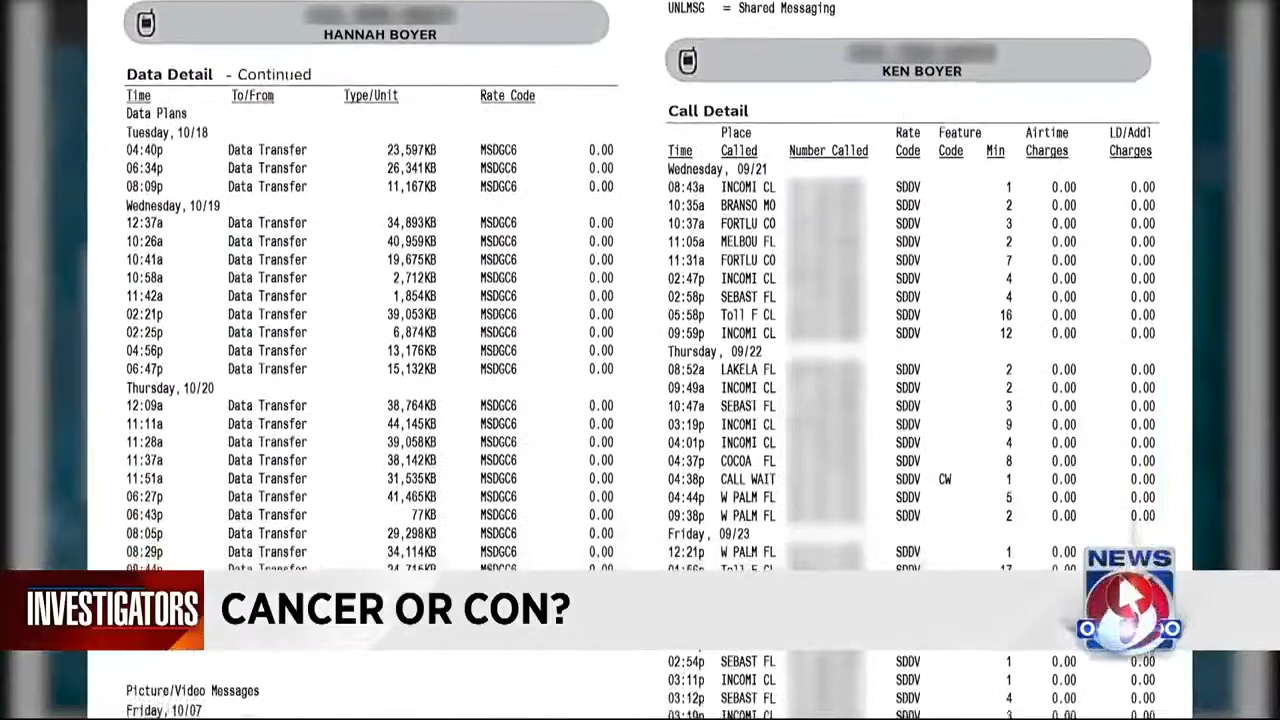 HANNAH BOYER
Data Detail - Continued
Time To/From Type/Unit Rate Code
Data Plans
Tuesday, 10/18
04:40p Data Transfer 23,597KB MSDGC6 0.00
06:34p Data Transfer 26,341KB MSDGC6 0.00
08:09p Data Transfer 11,167KB MSDGC6 0.00
Wednesday, 10/19
12:37a Data Transfer 34,893KB MSDGC6 0.00
10:26a Data Transfer 40,959KB MSDGC6 0.00
10:41a Data Transfer 19,675KB MSDGC6 0.00
10:58a Data Transfer 2,712KB MSDGC6 0.00
11:42a Data Transfer 1,854KB MSDGC6 0.00
02:21p Data Transfer 39,053KB MSDGC6 0.00
02:25p Data Transfer 6,874KB MSDGC6 0.00
04:56p Data Transfer 13,176KB MSDGC6 0.00
06:47p Data Transfer 15,132KB MSDGC6 0.00
Thursday, 10/20
12:09a Data Transfer 38,764KB MSDGC6 0.00
11:11a Data Transfer 44,145KB MSDGC6 0.00
11:28a Data Transfer 39,058KB MSDGC6 0.00
11:37a Data Transfer 38,142KB MSDGC6 0.00
11:51a Data Transfer 31,535KB MSDGC6 0.00
06:27p Data Transfer 41,465KB MSDGC6 0.00
06:43p Data Transfer 77KB MSDGC6 0.00
08:05p Data Transfer 29,298KB MSDGC6 0.00
08:29p Data Transfer 34,114KB MSDGC6 0.00
Picture/Video Messages
Friday, 10/07
UNLMSG = Shared Messaging
KEN BOYER
Call Detail
Place Rate Feature Airtime LD/Addl
Time Called Number Called Code Code Min Charges Charges
Wednesday, 09/21
08:43a INCOMI CL SDDV 1 0.00 0.00
10:35a BRANSO MO SDDV 2 0.00 0.00
10:37a FORTLU CO SDDV 3 0.00 0.00
11:05a MELBOU FL SDDV 2 0.00 0.00
11:31a FORTLU CO SDDV 7 0.00 0.00
02:47p INCOMI CL SDDV 4 0.00 0.00
02:58p SEBAST FL SDDV 4 0.00 0.00
05:58p Toll F CL SDDV 16 0.00 0.00
09:59p INCOMI CL SDDV 12 0.00 0.00
Thursday, 09/22
08:52a LAKELA FL SDDV 2 0.00 0.00
09:49a INCOMI CL SDDV 2 0.00 0.00
10:47a SEBAST FL SDDV 3 0.00 0.00
03:19p INCOMI CL SDDV 9 0.00 0.00
04:01p INCOMI CL SDDV 4 0.00 0.00
04:37p COCOA FL SDDV 8 0.00 0.00
04:38p CALL WAIT SDDV CW 1 0.00 0.00
04:44p W PALM FL SDDV 5 0.00 0.00
09:38p W PALM FL SDDV 2 0.00 0.00
Friday, 09/23
12:21p W PALM FL SDDV 1 0.00 0.00
02:54p SEBAST FL SDDV 1 0.00 0.00
03:11p INCOMI CL SDDV 1 0.00 0.00
03:12p SEBAST FL SDDV 4 0.00 0.00
INCOMI CL SDDV 3 0.00 0.00
INVESTIGATORS CANCER OR CON?
NEWS
6